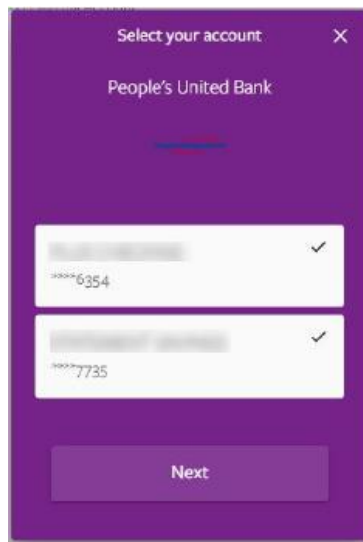 Select your account
People's United Bank
****6354
****7735
Next